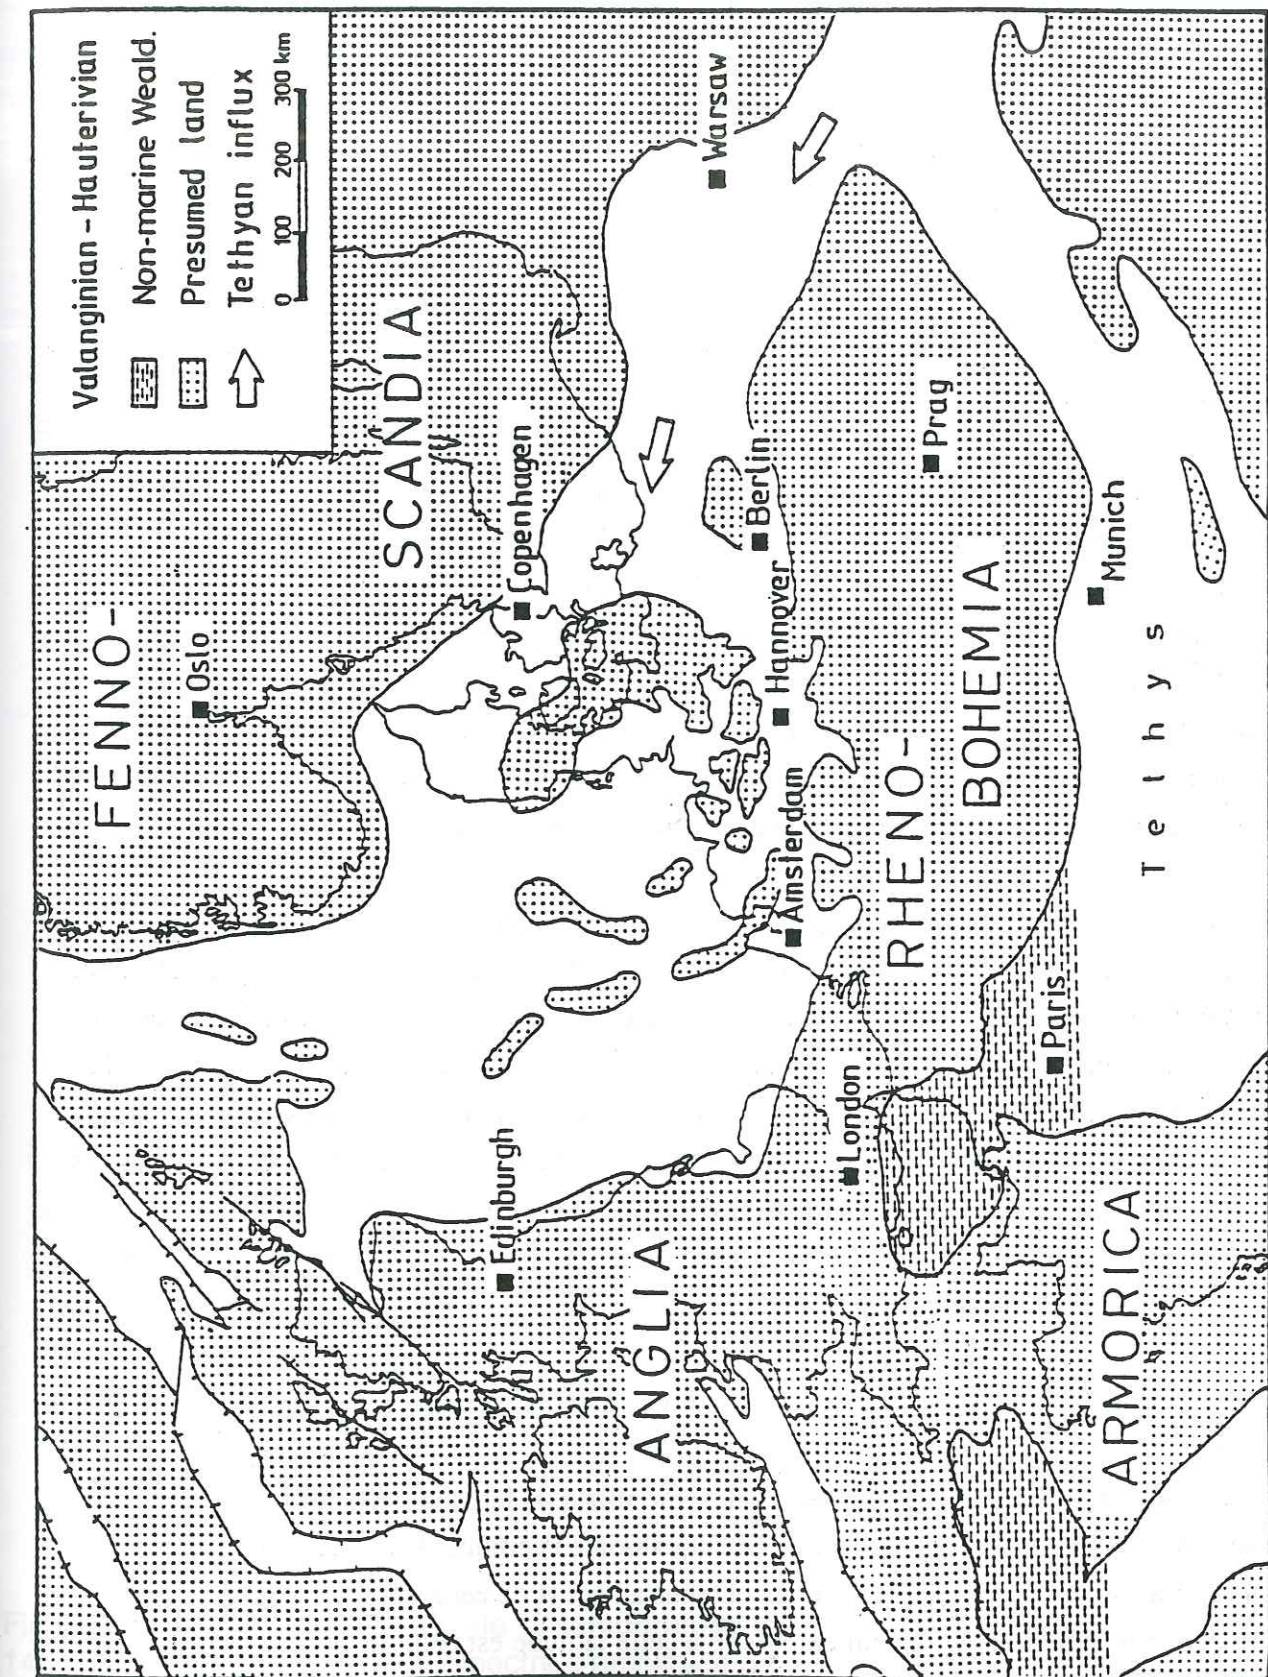 Valanginian - Hauterivian
Non-marine Weald.
Presumed land
Tethyan influx
0 100 200 300 km
FENNO-
SCANDIA
Oslo
Copenhagen
Warsaw
Berlin
Hannover
Prag
Munich
Amsterdam
RHENO-
BOHEMIA
Tethys
Edinburgh
London
Paris
ANGLIA
ARMORICA